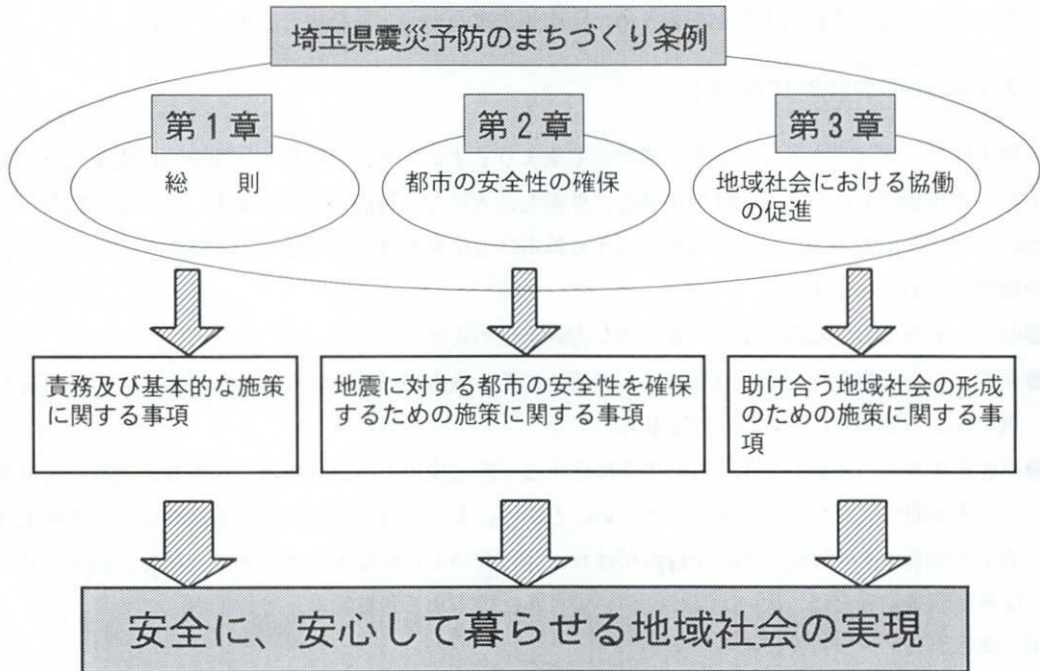 埼玉県震災予防のまちづくり条例
第1章
第2章
第3章
総　則
都市の安全性の確保
地域社会における協働
の促進
責務及び基本的な施策
に関する事項
地震に対する都市の安全性を確保
するための施策に関する事項
助け合う地域社会の形成
のための施策に関する事
項
安全に、安心して暮らせる地域社会の実現